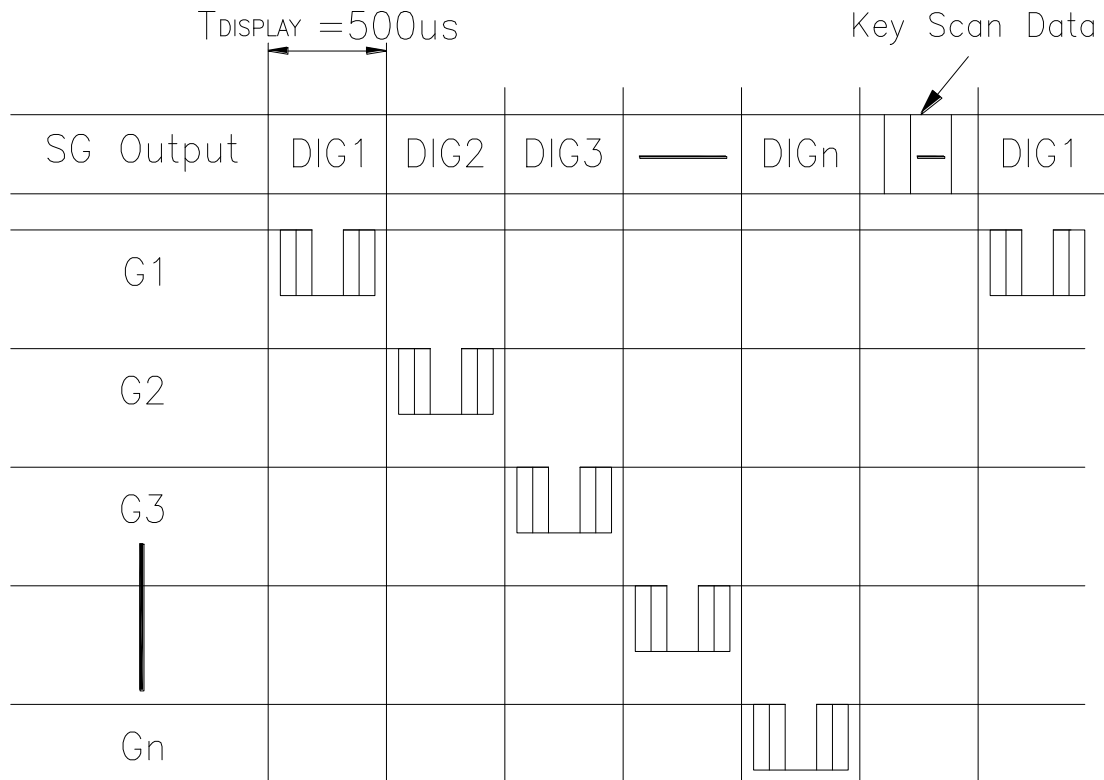 TDISPLAY =500us
Key Scan Data
SG Output DIG1 DIG2 DIG3 DIGn DIG1
G1
G2
G3
Gn